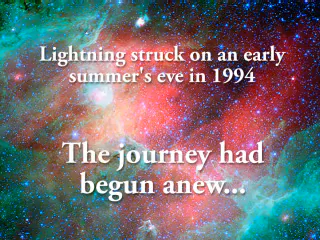 Lightning struck on an early
summer's eve in 1994
The journey had
begun anew...